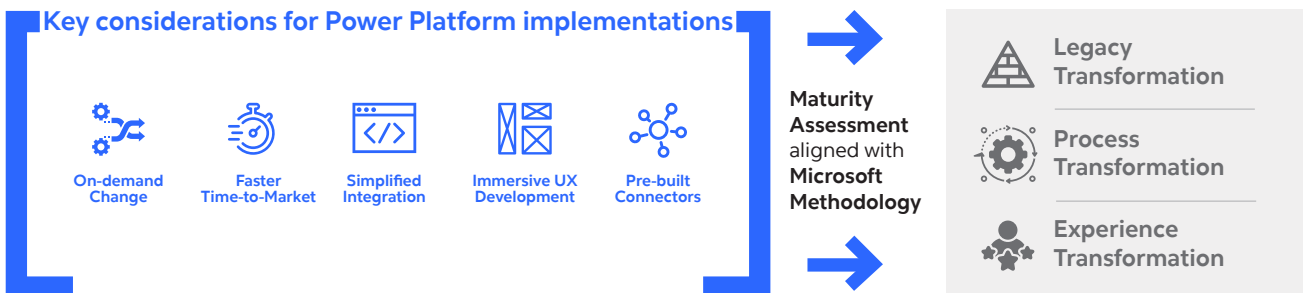 Key considerations for Power Platform implementations
On-demand
Change
Faster
Time-to-Market
</>
Simplified
Integration
Immersive UX
Development
Pre-built
Connectors
Maturity
Assessment
aligned with
Microsoft
Methodology
Legacy
Transformation
Process
Transformation
Experience
Transformation